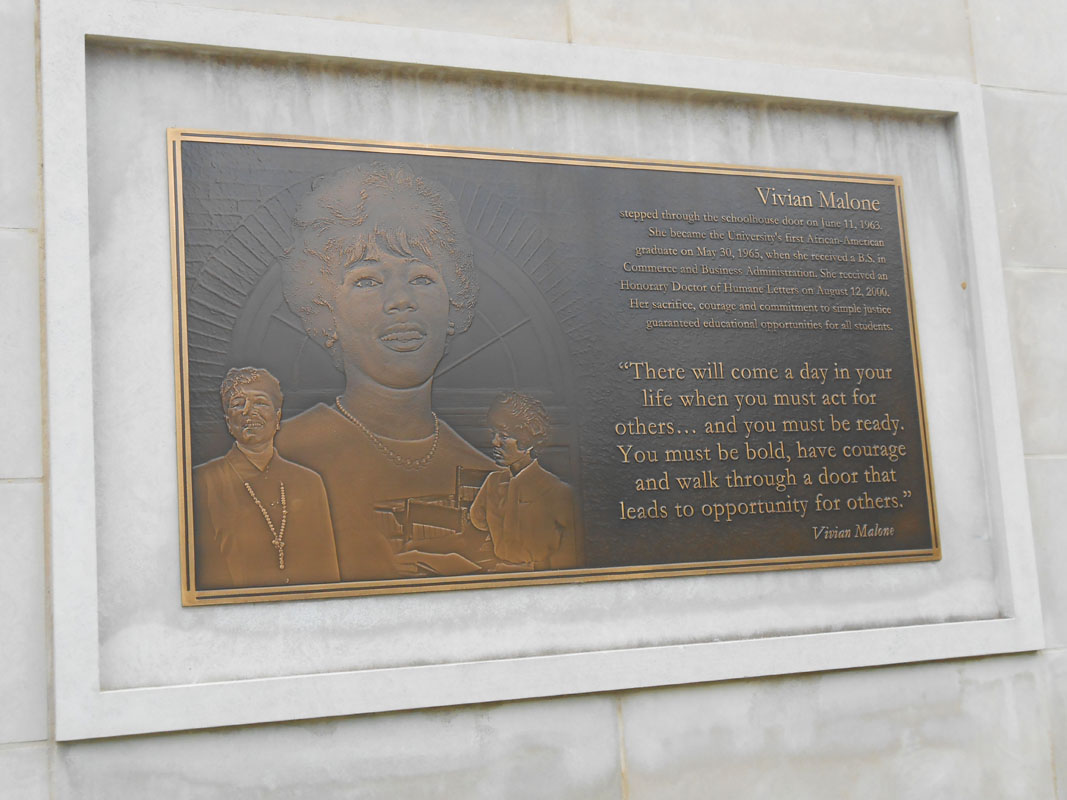 Vivian Malone
stepped through the schoolhouse door on June 11, 1963.
She became the University's first African-American
graduate on May 30, 1965, when she received a B.S. in
Commerce and Business Administration. She received an
Honorary Doctor of Humane Letters on August 12, 2000.
Her sacrifice, courage and commitment to simple justice
guaranteed educational opportunities for all students.
“There will come a day in your
life when you must act for
others… and you must be ready.
You must be bold, have courage
and walk through a door that
leads to opportunity for others.”
Vivian Malone